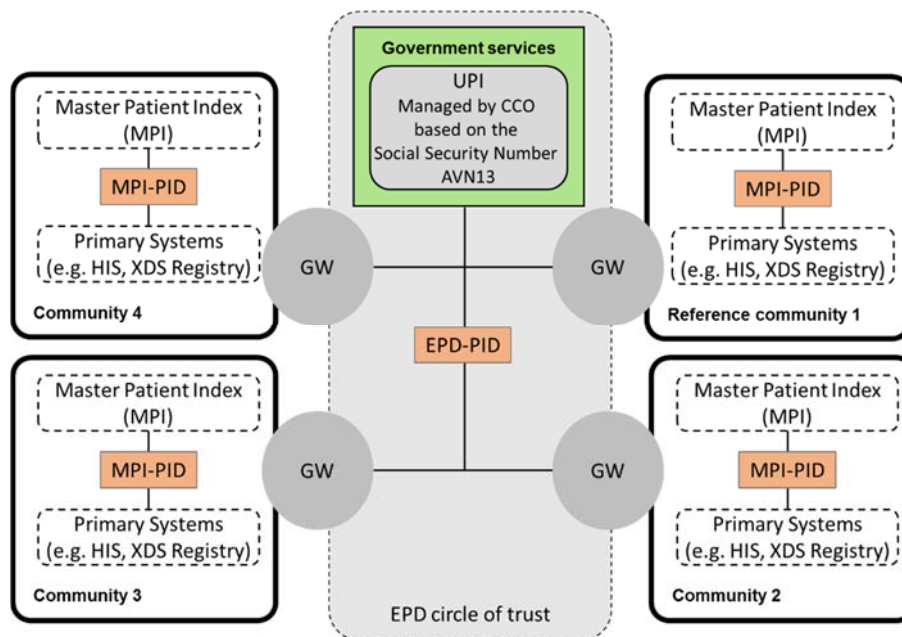 Government services
UPI
Managed by CCO
based on the
Social Security Number
AVN13
Master Patient Index
(MPI)
MPI-PID
Primary Systems
(e.g. HIS, XDS Registry)
Community 4
GW
GW
Master Patient Index
(MPI)
MPI-PID
Primary Systems
(e.g. HIS, XDS Registry)
Reference community 1
EPD-PID
Master Patient Index
(MPI)
MPI-PID
Primary Systems
(e.g. HIS, XDS Registry)
Community 3
GW
GW
Master Patient Index
(MPI)
MPI-PID
Primary Systems
(e.g. HIS, XDS Registry)
Community 2
EPD circle of trust